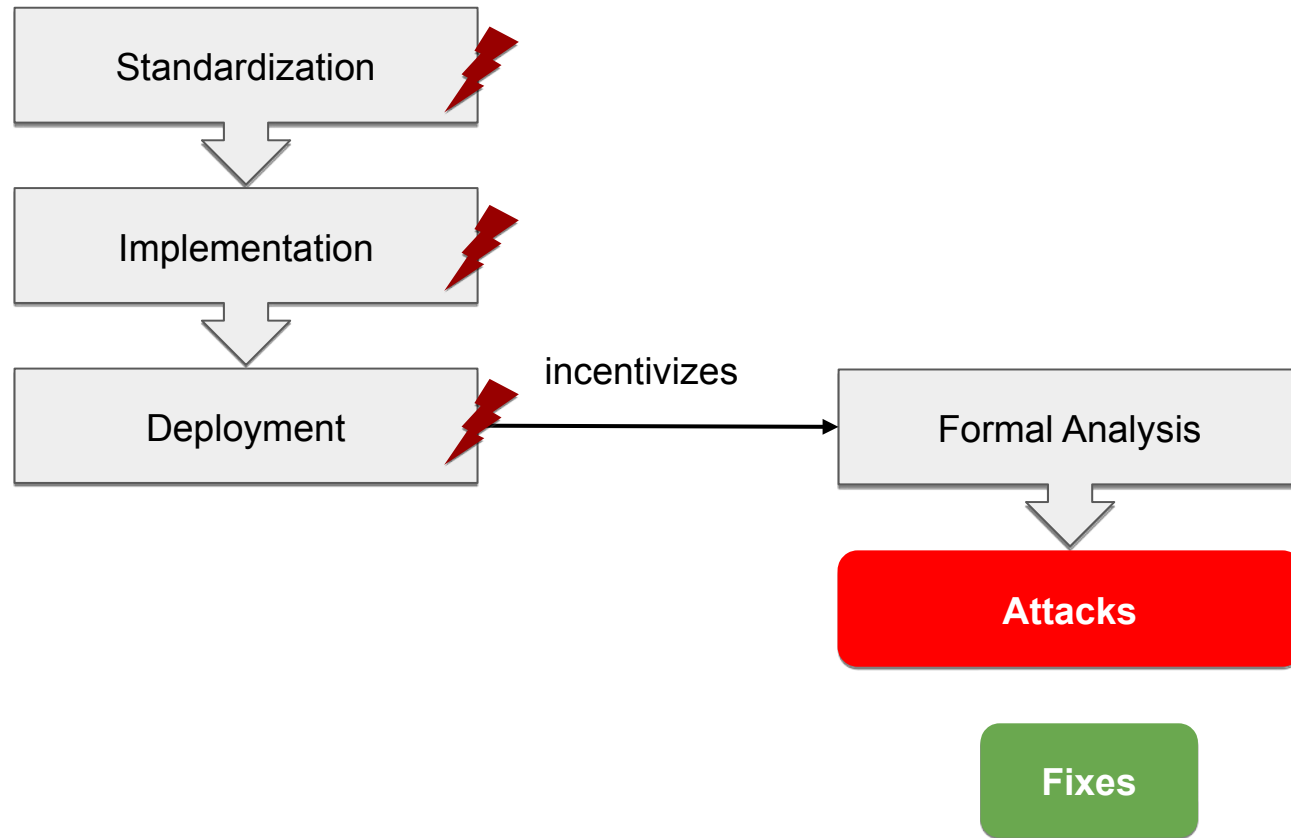 Standardization
Implementation
Deployment
incentivizes
Formal Analysis
Attacks
Fixes